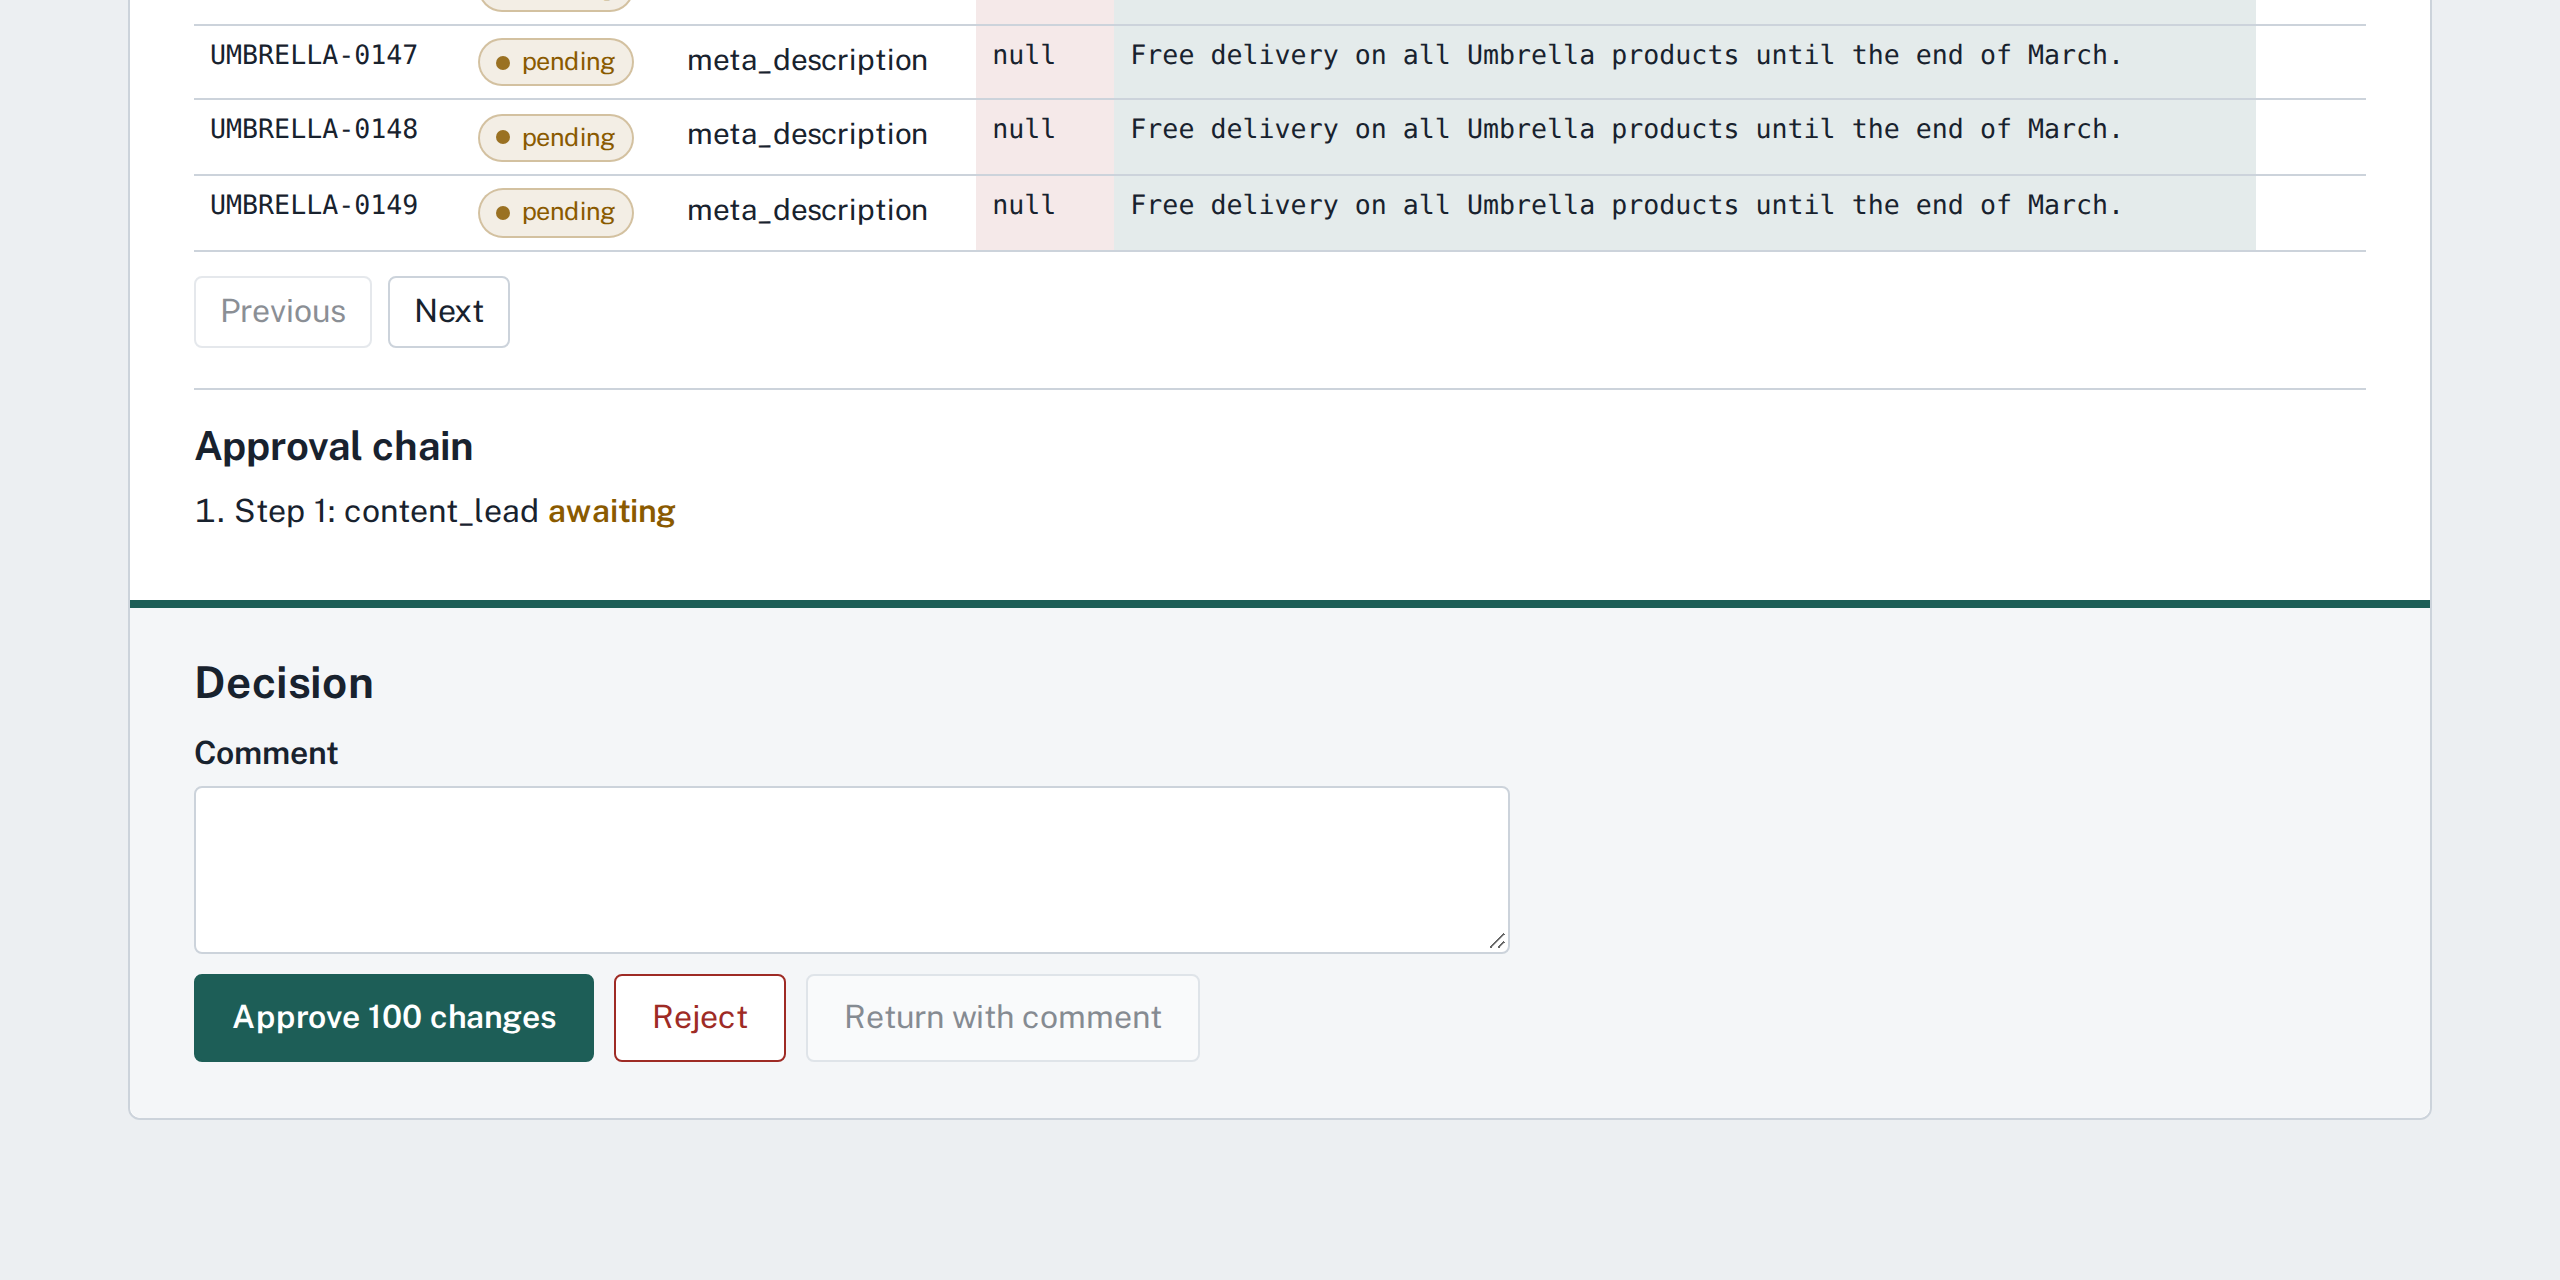 UMBRELLA-0147 pending meta_description null Free delivery on all Umbrella products until the end of March.
UMBRELLA-0148 pending meta_description null Free delivery on all Umbrella products until the end of March.
UMBRELLA-0149 pending meta_description null Free delivery on all Umbrella products until the end of March.
Previous Next
Approval chain
1. Step 1: content_lead awaiting
Decision
Comment
Approve 100 changes Reject Return with comment